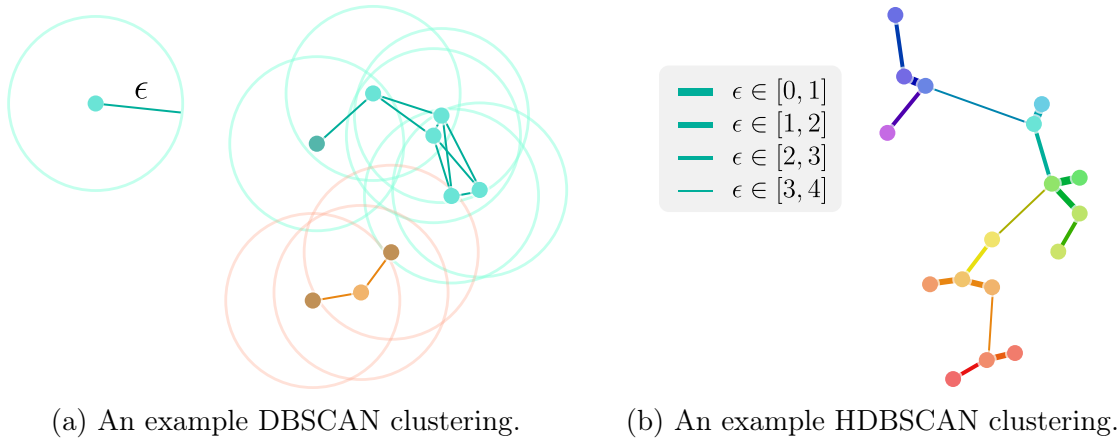 ϵ
ϵ ∈ [0, 1]
ϵ ∈ [1, 2]
ϵ ∈ [2, 3]
ϵ ∈ [3, 4]
(a) An example DBSCAN clustering.
(b) An example HDBSCAN clustering.